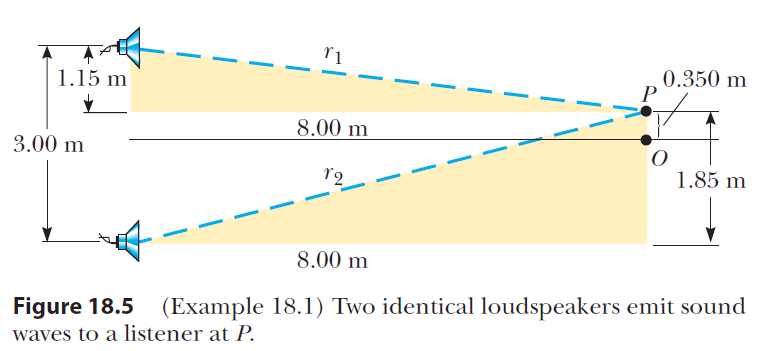 r1
1.15 m
P
0.350 m
8.00 m
3.00 m
O
r2
1.85 m
8.00 m
Figure 18.5 (Example 18.1) Two identical loudspeakers emit sound
waves to a listener at P.